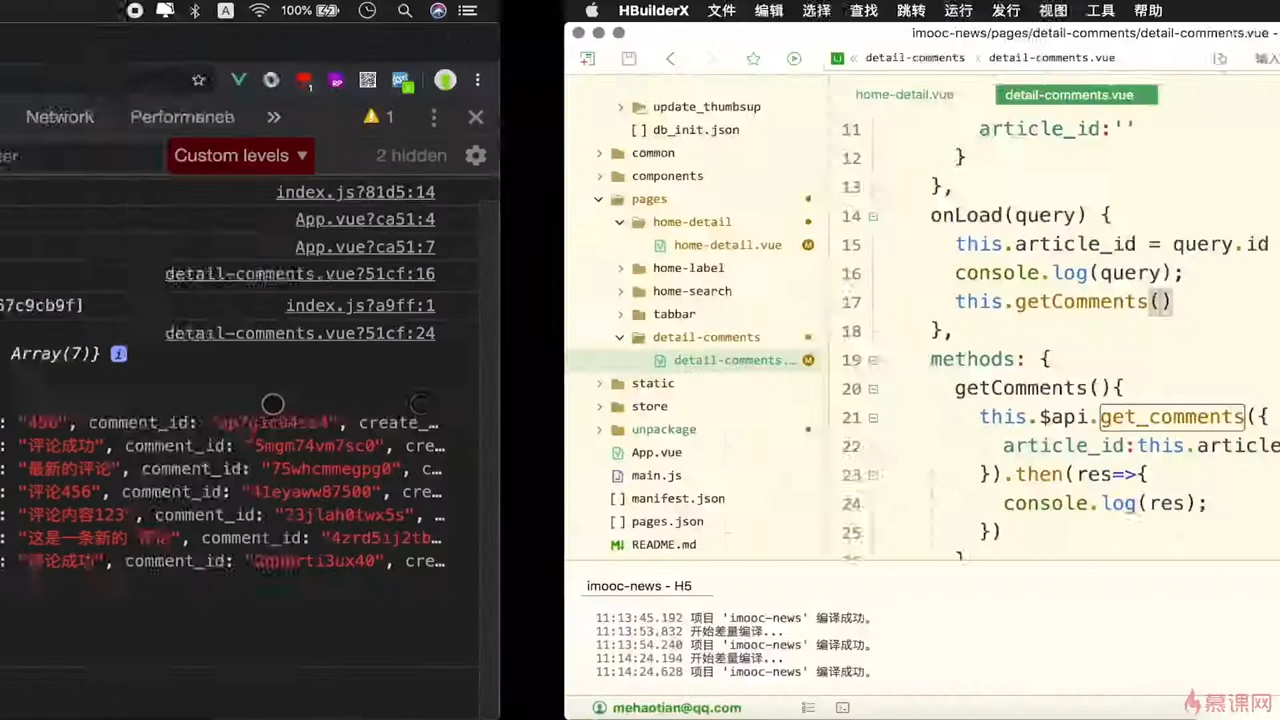 A 100%
Network Performance » 1
ter Custom levels ▼ 2 hidden
index.js?81d5:14
App.vue?ca51:4
App.vue?ca51:7
detail-comments.vue?51cf:16
67c9cb9f] index.js?a9ff:1
detail-comments.vue?51cf:24
Array(7)} i
: "456", comment_id: create_…
: "评论成功", comment_id: "5mgm74vm7sc0", cre…
: "最新的评论", comment_id: "75whcmmegpg0", c…
: "评论456", comment_id: "41eyaww87500", cre…
: "评论内容123", comment_id: "23jlah0twx5s", …
: "这是一条新的 comment_id: "4zrd5ij2tb…
: "评论成功", comment_id: cre…
HBuilderX 文件 编辑 选择 查找 跳转 运行 发行 视图 工具 帮助
imooc-news/pages/detail-comments/detail-comments.vue -
detail-comments detail-comments.vue 输入
update_thumbsup
[ ] db_init.json
common
components
pages
home-detail
home-detail.vue M
home-label
home-search
tabbar
detail-comments
detail-comments.… M
static
store
unpackage
App.vue
main.js
[ ] manifest.json
[ ] pages.json
README.md
home-detail.vue detail-comments.vue
11 article_id:''
12 }
13 },
14 onLoad(query) {
15 this.article_id = query.id
16 console.log(query);
17 this.getComments()
18 },
19 methods: {
20 getComments(){
21 this.$api.get_comments({
22 article_id:this.article
23 }).then(res=>{
24 console.log(res);
25 })
imooc-news - H5
11:13:45.192 项目 'imooc-news' 编译成功。
11:13:53.832 开始差量编译...
11:13:54.240 项目 'imooc-news' 编译成功。
11:14:24.194 开始差量编译...
11:14:24.628 项目 'imooc-news' 编译成功。
mehaotian@qq.com
慕课网